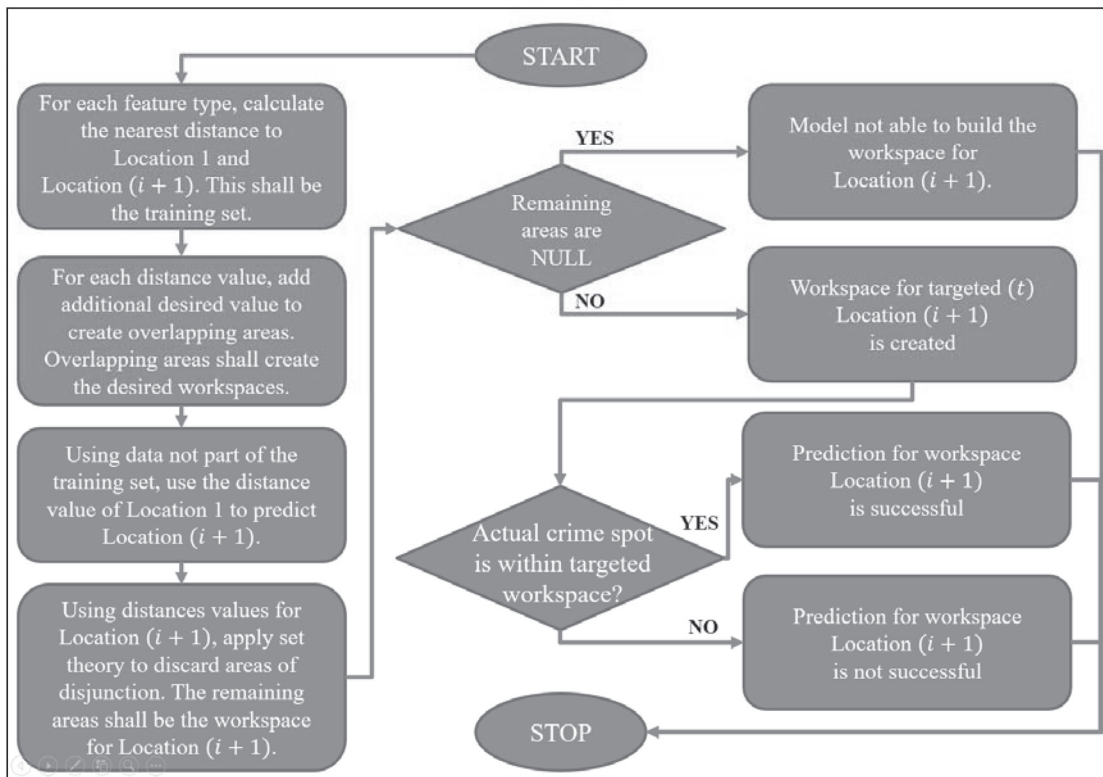 START
For each feature type, calculate
the nearest distance to
Location 1 and
Location (i + 1). This shall be
the training set.
For each distance value, add
additional desired value to
create overlapping areas.
Overlapping areas shall create
the desired workspaces.
Using data not part of the
training set, use the distance
value of Location 1 to predict
Location (i + 1).
Using distances values for
Location (i + 1), apply set
theory to discard areas of
disjunction. The remaining
areas shall be the workspace
for Location (i + 1).
Remaining
areas are
NULL
YES
Model not able to build the
workspace for
Location (i + 1).
NO
Workspace for targeted (t)
Location (i + 1)
is created
Actual crime spot
is within targeted
workspace?
YES
Prediction for workspace
Location (i + 1)
is successful
NO
Prediction for workspace
Location (i + 1)
is not successful
STOP